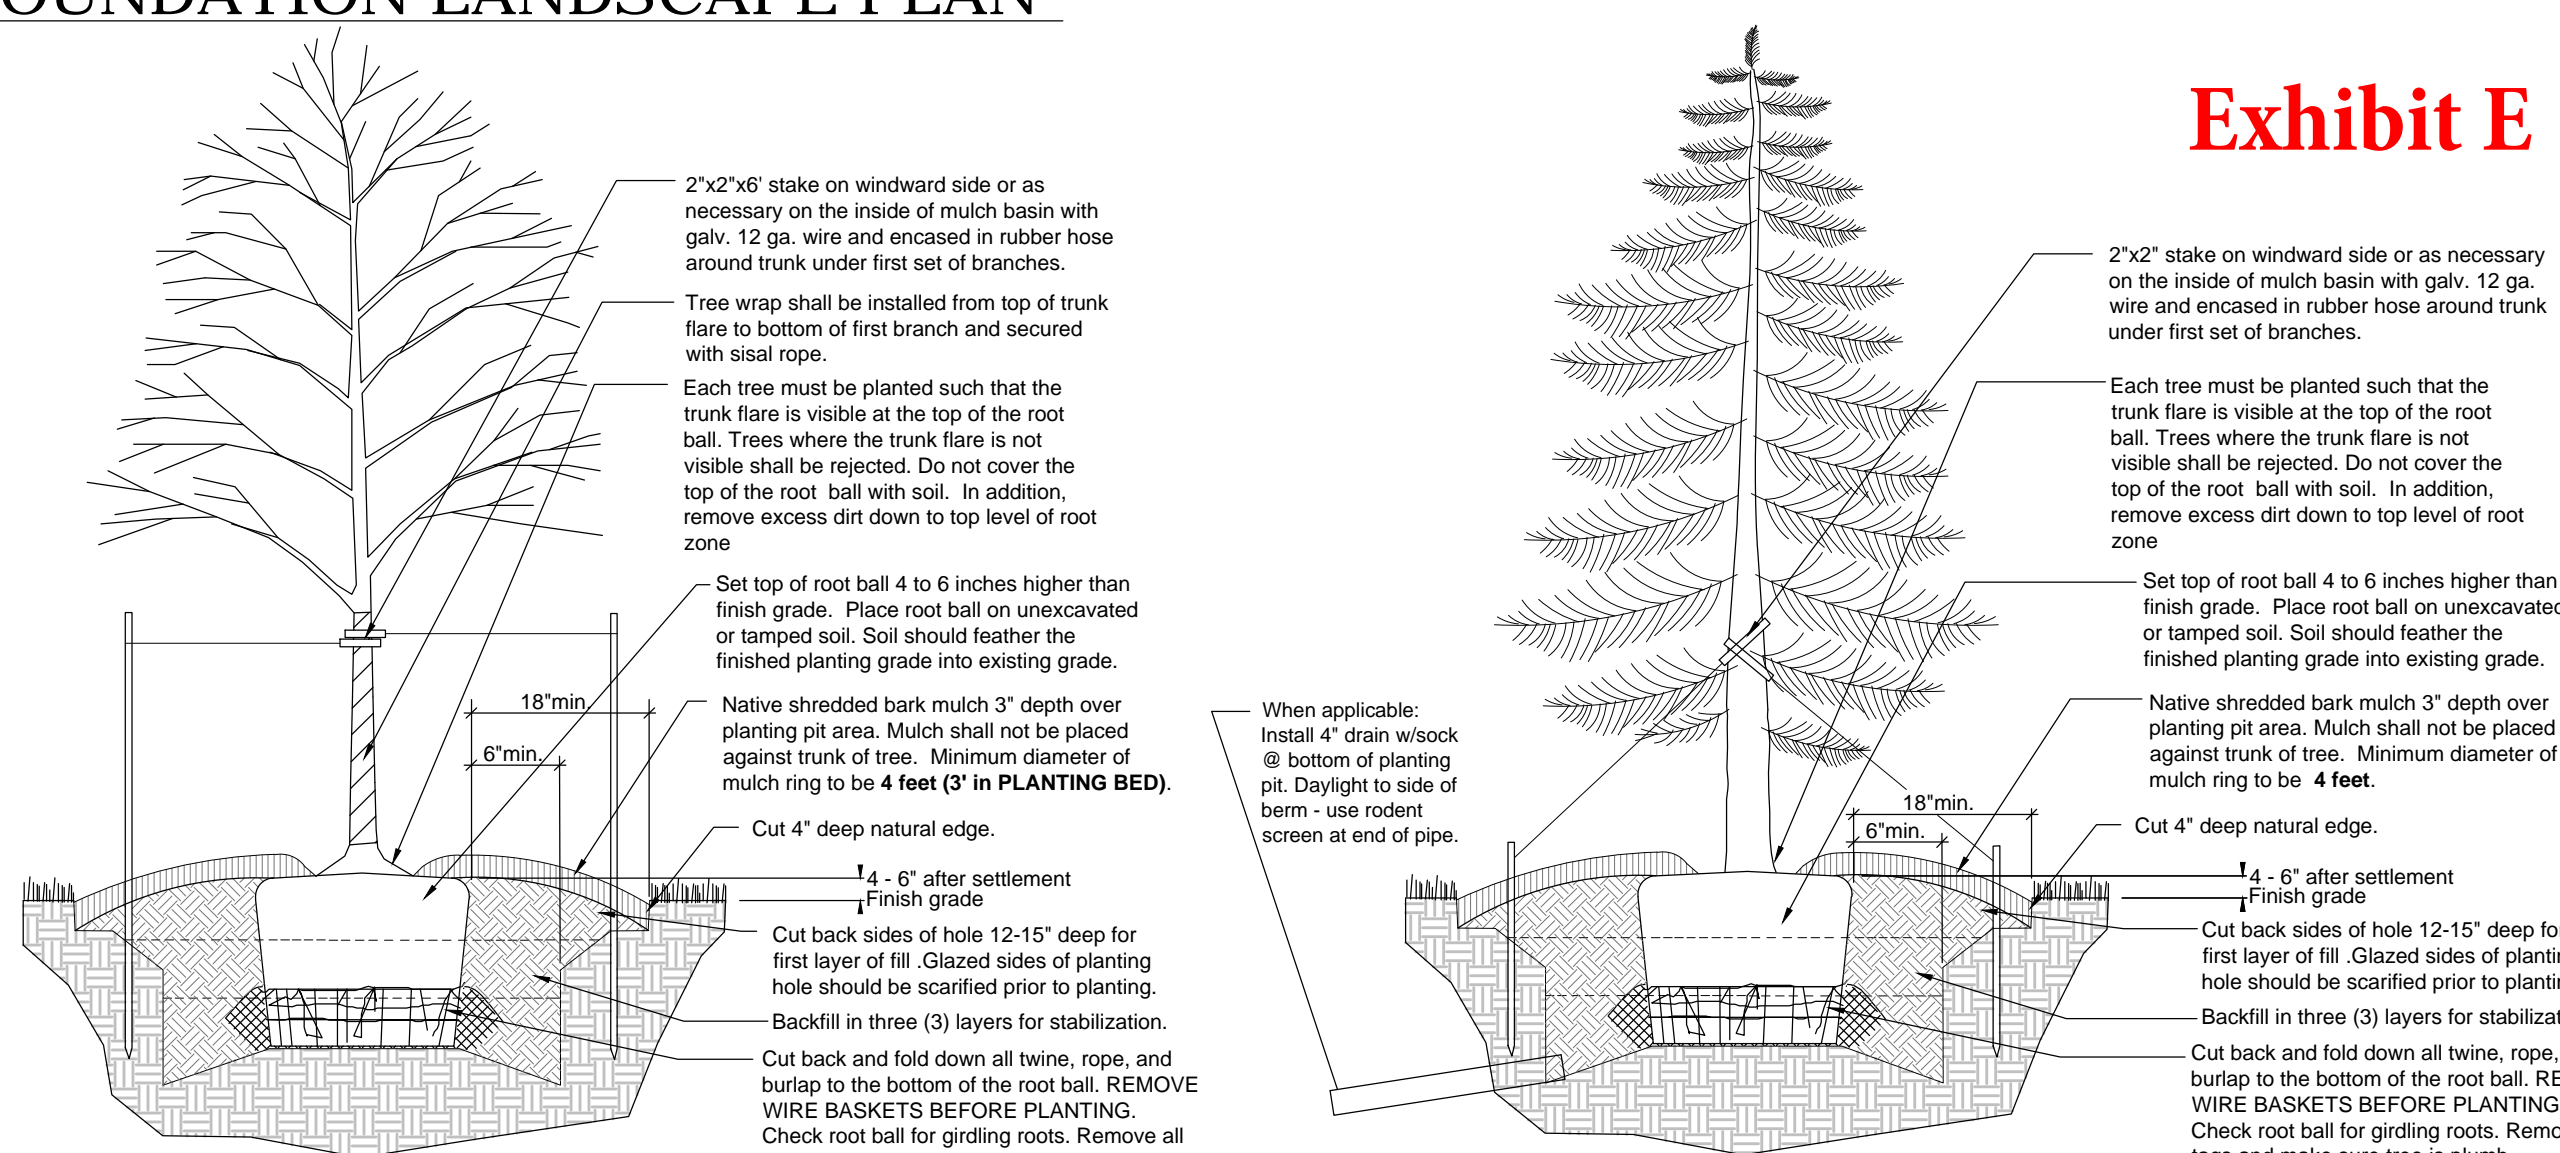 OUNDATION LANDSCAPE PLAN
Exhibit E
2"x2"x6' stake on windward side or as
necessary on the inside of mulch basin with
galv. 12 ga. wire and encased in rubber hose
around trunk under first set of branches.
Tree wrap shall be installed from top of trunk
flare to bottom of first branch and secured
with sisal rope.
Each tree must be planted such that the
trunk flare is visible at the top of the root
ball. Trees where the trunk flare is not
visible shall be rejected. Do not cover the
top of the root ball with soil. In addition,
remove excess dirt down to top level of root
zone
Set top of root ball 4 to 6 inches higher than
finish grade. Place root ball on unexcavated
or tamped soil. Soil should feather the
finished planting grade into existing grade.
18"min.
6"min.
Native shredded bark mulch 3" depth over
planting pit area. Mulch shall not be placed
against trunk of tree. Minimum diameter of
mulch ring to be 4 feet (3' in PLANTING BED).
Cut 4" deep natural edge.
4 - 6" after settlement
Finish grade
Cut back sides of hole 12-15" deep for
first layer of fill .Glazed sides of planting
hole should be scarified prior to planting.
Backfill in three (3) layers for stabilization.
Cut back and fold down all twine, rope, and
burlap to the bottom of the root ball. REMOVE
WIRE BASKETS BEFORE PLANTING.
Check root ball for girdling roots. Remove all
When applicable:
Install 4" drain w/sock
@ bottom of planting
pit. Daylight to side of
berm - use rodent
screen at end of pipe.
2"x2" stake on windward side or as necessary
on the inside of mulch basin with galv. 12 ga.
wire and encased in rubber hose around trunk
under first set of branches.
Each tree must be planted such that the
trunk flare is visible at the top of the root
ball. Trees where the trunk flare is not
visible shall be rejected. Do not cover the
top of the root ball with soil. In addition,
remove excess dirt down to top level of root
zone
Set top of root ball 4 to 6 inches higher than
finish grade. Place root ball on unexcavated
or tamped soil. Soil should feather the
finished planting grade into existing grade.
Native shredded bark mulch 3" depth over
planting pit area. Mulch shall not be placed
against trunk of tree. Minimum diameter of
mulch ring to be 4 feet.
18"min.
6"min.
Cut 4" deep natural edge.
4 - 6" after settlement
Finish grade
Cut back sides of hole 12-15" deep for
first layer of fill .Glazed sides of plantin
hole should be scarified prior to plantin
Backfill in three (3) layers for stabilizat
Cut back and fold down all twine, rope,
burlap to the bottom of the root ball. RE
WIRE BASKETS BEFORE PLANTING
Check root ball for girdling roots. Remo
tags and make sure tree is plumb